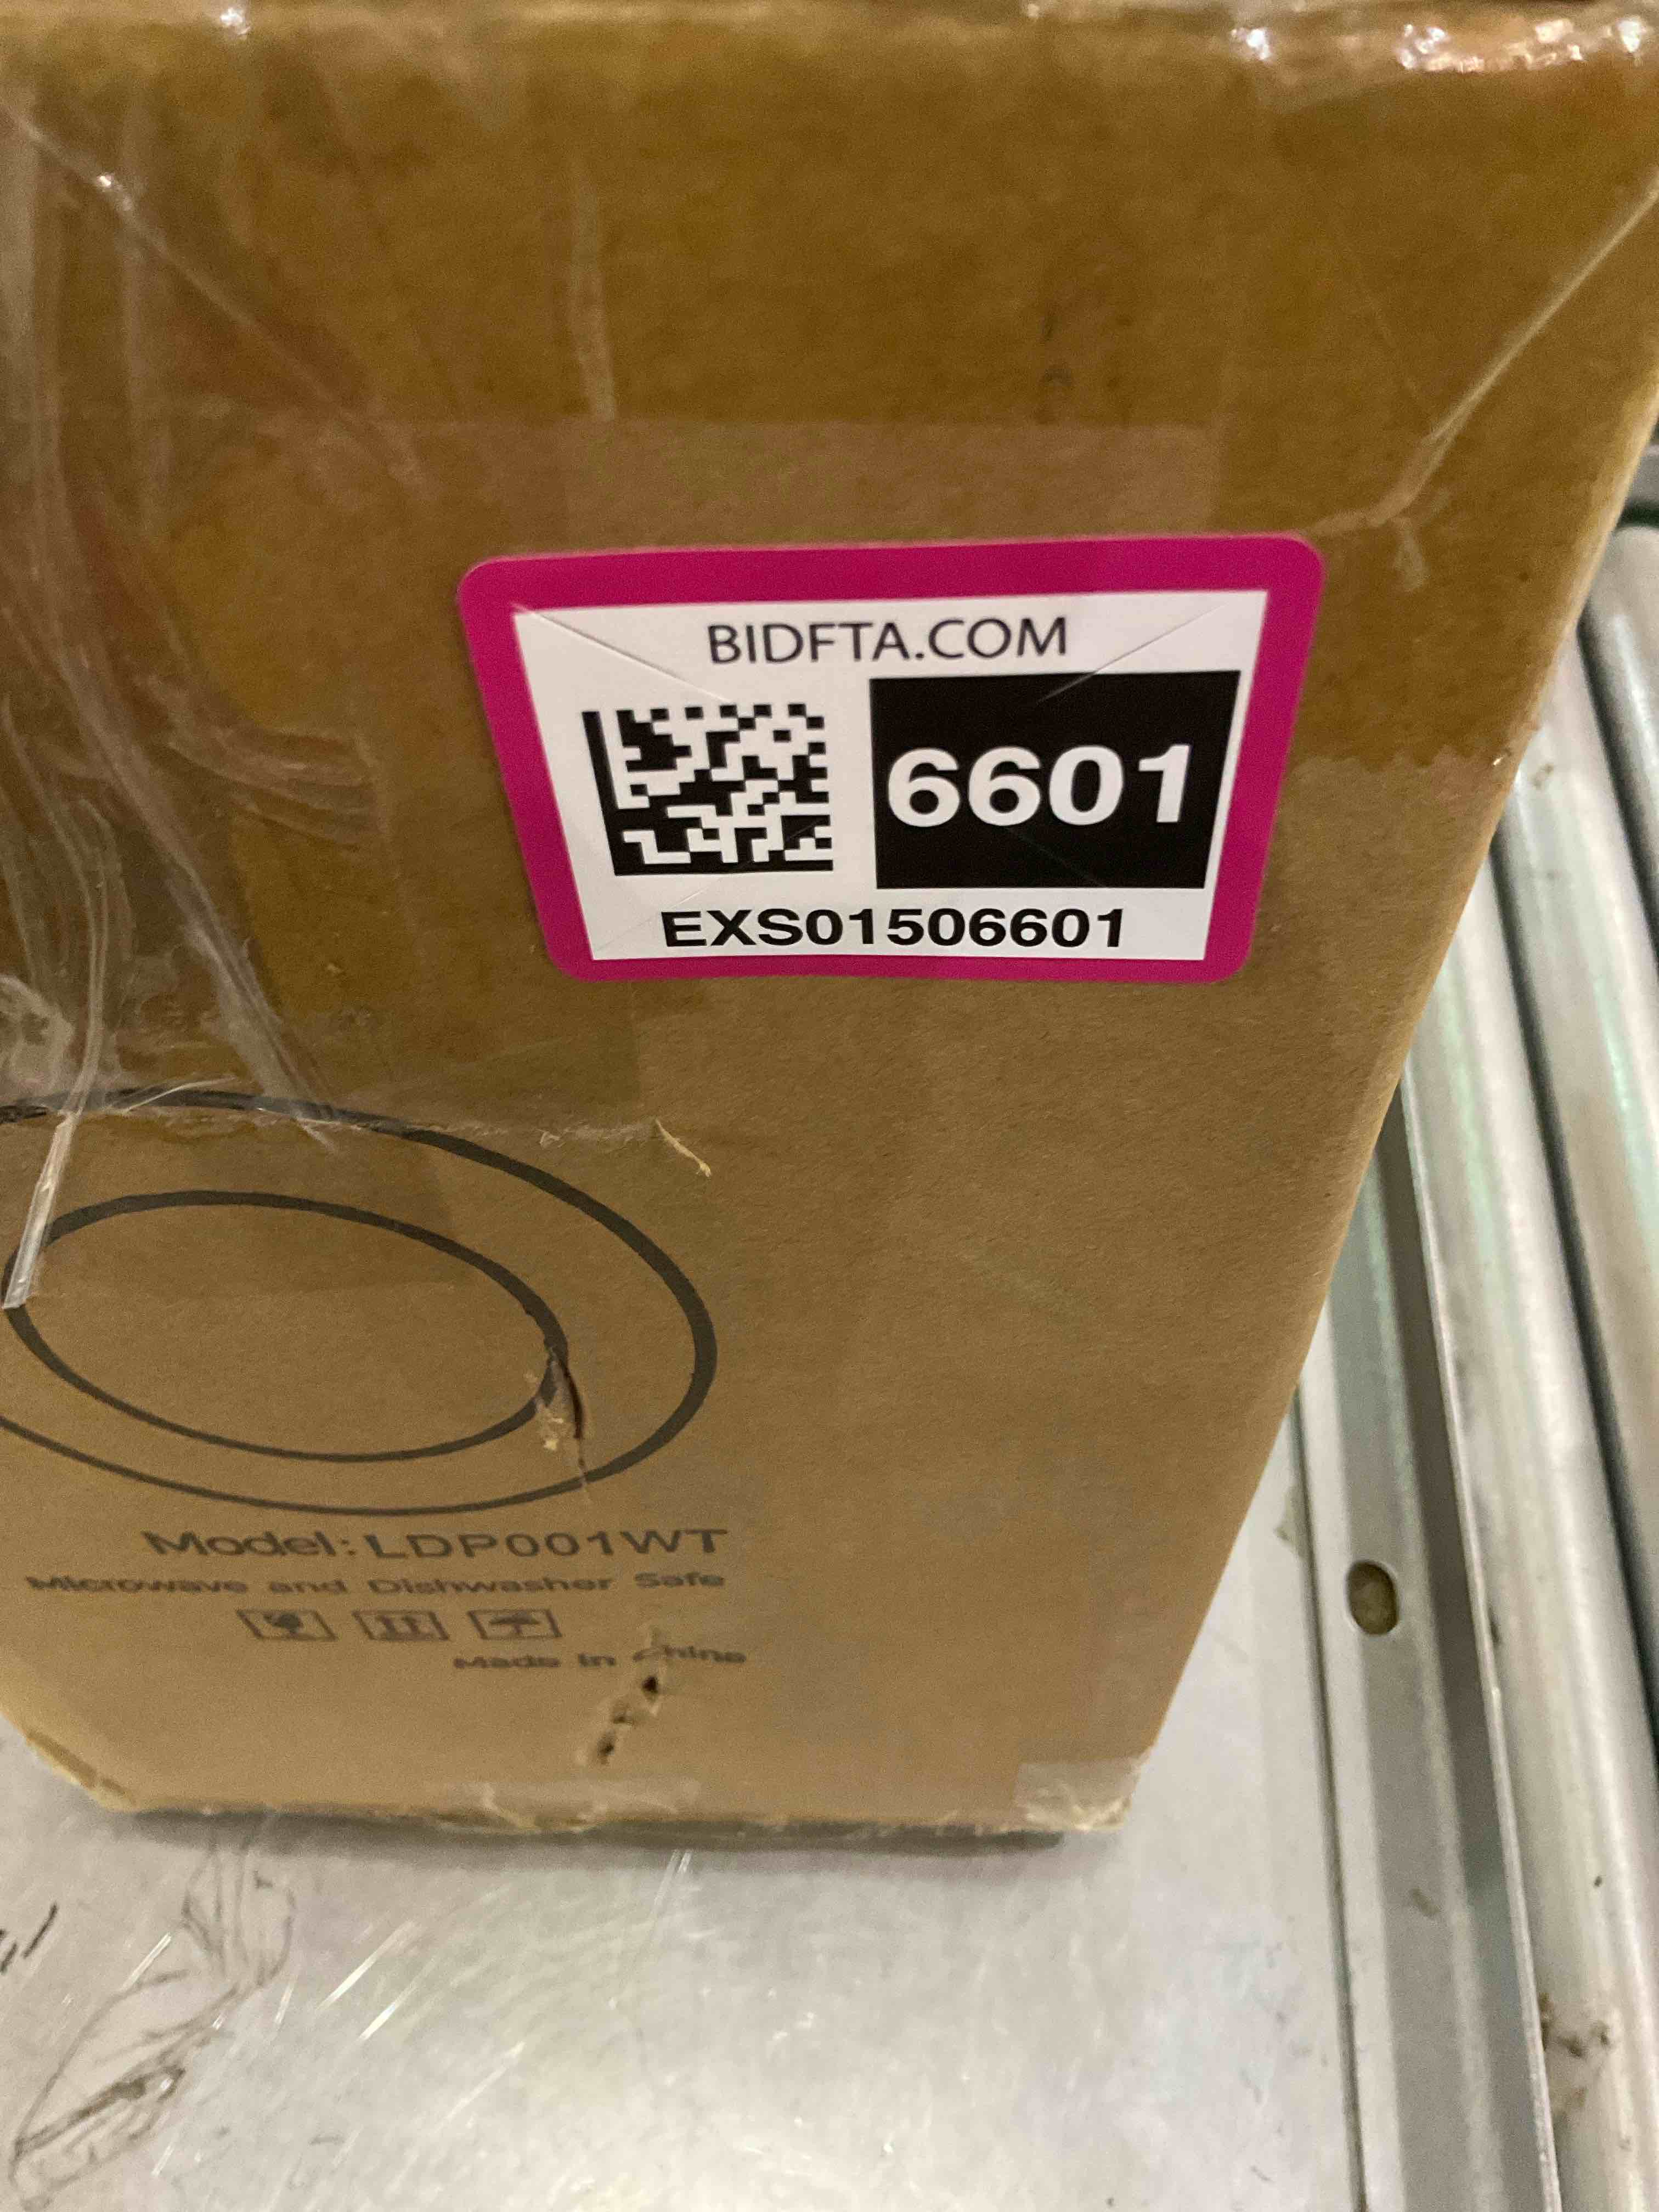 BIDFTA.COM
6601
EXS01506601
Model:LDP001WT
Microwave and Dishwasher Safe
Made in China